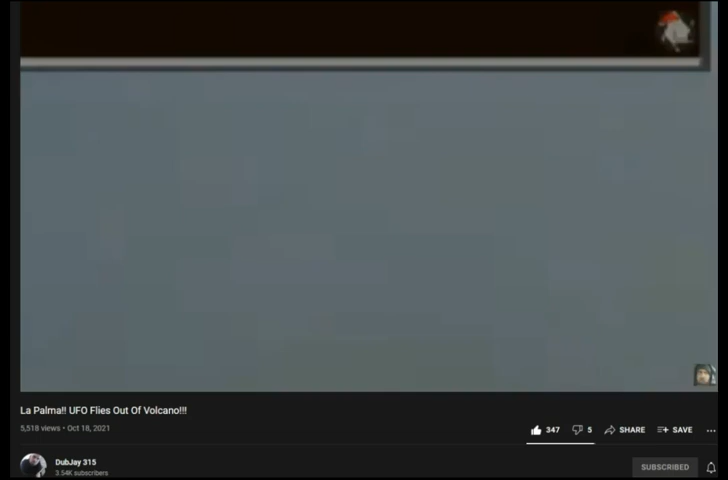 La Palma!! UFO Flies Out Of Volcano!!!
5,518 views • Oct 18, 2021
347 5 SHARE SAVE
DubJay 315
3.54K subscribers
SUBSCRIBED